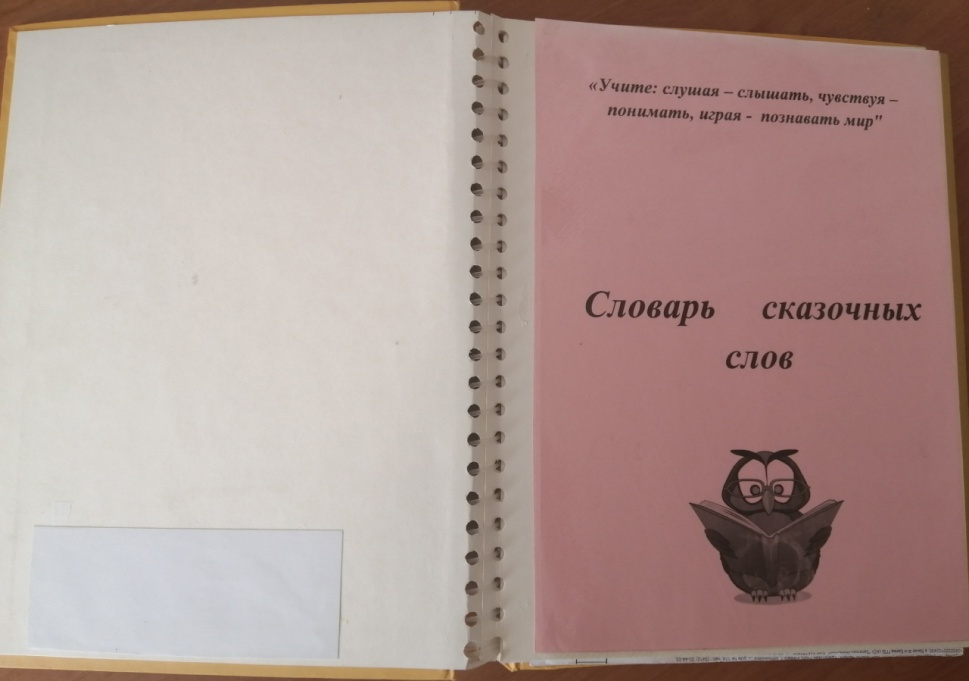 «Учите: слушая – слышать, чувствуя –
понимать, играя - познавать мир"
Словарь сказочных
слов